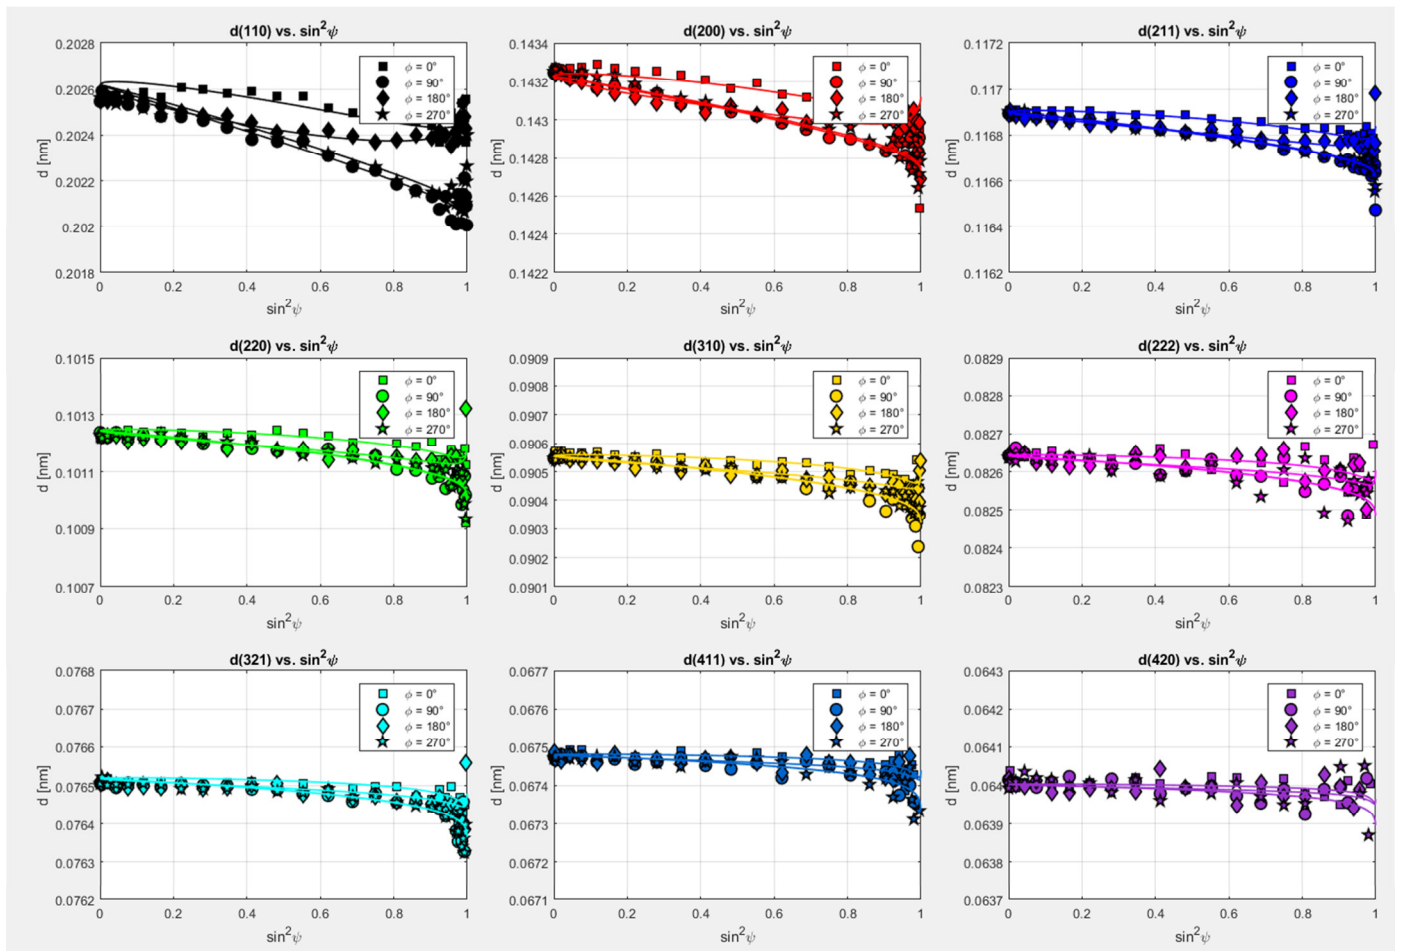 d(110) vs. sin²ψ
0.2028
0.2026
0.2024
0.2022
0.202
0.2018
d [nm]
ϕ = 0°
ϕ = 90°
ϕ = 180°
ϕ = 270°
0 0.2 0.4 0.6 0.8 1
sin²ψ
d(200) vs. sin²ψ
0.1434
0.1432
0.143
0.1428
0.1426
0.1424
0.1422
d [nm]
ϕ = 0°
ϕ = 90°
ϕ = 180°
ϕ = 270°
0 0.2 0.4 0.6 0.8 1
sin²ψ
d(211) vs. sin²ψ
0.1172
0.117
0.1168
0.1166
0.1164
0.1162
d [nm]
ϕ = 0°
ϕ = 90°
ϕ = 180°
ϕ = 270°
0 0.2 0.4 0.6 0.8 1
sin²ψ
d(220) vs. sin²ψ
0.1015
0.1013
0.1011
0.1009
0.1007
d [nm]
ϕ = 0°
ϕ = 90°
ϕ = 180°
ϕ = 270°
0 0.2 0.4 0.6 0.8 1
sin²ψ
d(310) vs. sin²ψ
0.0909
0.0908
0.0907
0.0906
0.0905
0.0904
0.0903
0.0902
0.0901
d [nm]
ϕ = 0°
ϕ = 90°
ϕ = 180°
ϕ = 270°
0 0.2 0.4 0.6 0.8 1
sin²ψ
d(222) vs. sin²ψ
0.0829
0.0828
0.0827
0.0826
0.0825
0.0824
0.0823
d [nm]
ϕ = 0°
ϕ = 90°
ϕ = 180°
ϕ = 270°
0 0.2 0.4 0.6 0.8 1
sin²ψ
d(321) vs. sin²ψ
0.0768
0.0767
0.0766
0.0765
0.0764
0.0763
0.0762
d [nm]
ϕ = 0°
ϕ = 90°
ϕ = 180°
ϕ = 270°
0 0.2 0.4 0.6 0.8 1
sin²ψ
d(411) vs. sin²ψ
0.0677
0.0676
0.0675
0.0674
0.0673
0.0672
0.0671
d [nm]
ϕ = 0°
ϕ = 90°
ϕ = 180°
ϕ = 270°
0 0.2 0.4 0.6 0.8 1
sin²ψ
d(420) vs. sin²ψ
0.0643
0.0642
0.0641
0.064
0.0639
0.0638
0.0637
d [nm]
ϕ = 0°
ϕ = 90°
ϕ = 180°
ϕ = 270°
0 0.2 0.4 0.6 0.8 1
sin²ψ